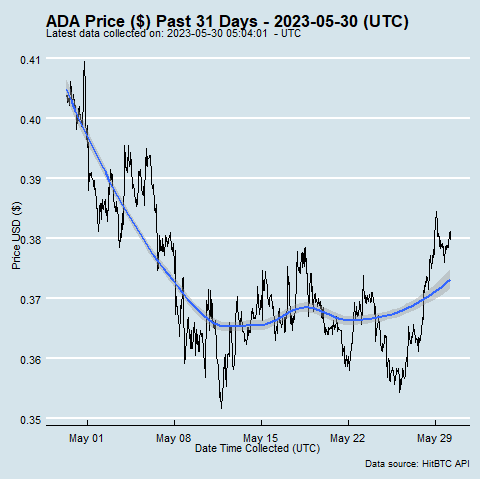 ADA Price ($) Past 31 Days - 2023-05-30 (UTC)
Latest data collected on: 2023-05-30 05:04:01 - UTC
0.41
0.40
0.39
0.38
0.37
0.36
0.35
Price USD ($)
May 01
May 08
May 15
May 22
May 29
Date Time Collected (UTC)
Data source: HitBTC API